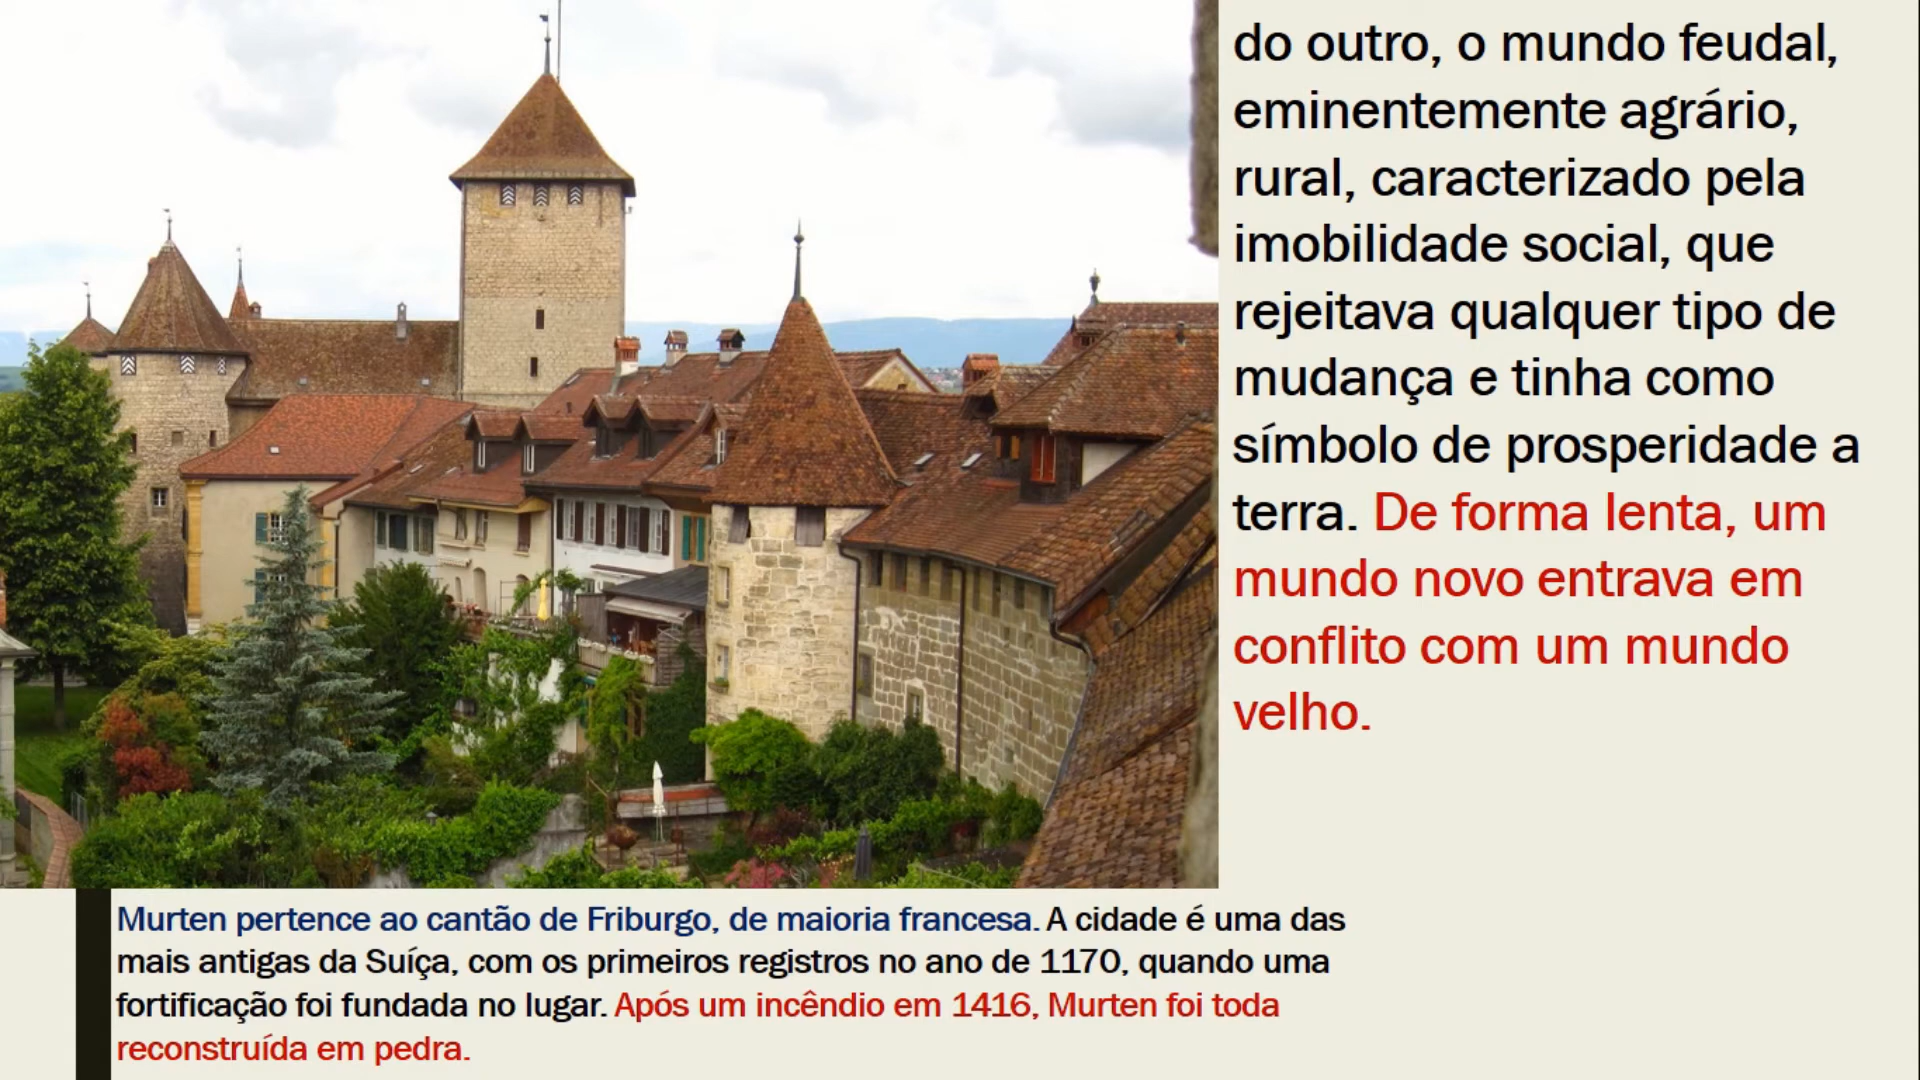 do outro, o mundo feudal,
eminentemente agrário,
rural, caracterizado pela
imobilidade social, que
rejeitava qualquer tipo de
mudança e tinha como
símbolo de prosperidade a
terra. De forma lenta, um
mundo novo entrava em
conflito com um mundo
velho.
Murten pertence ao cantão de Friburgo, de maioria francesa. A cidade é uma das
mais antigas da Suíça, com os primeiros registros no ano de 1170, quando uma
fortificação foi fundada no lugar. Após um incêndio em 1416, Murten foi toda
reconstruída em pedra.